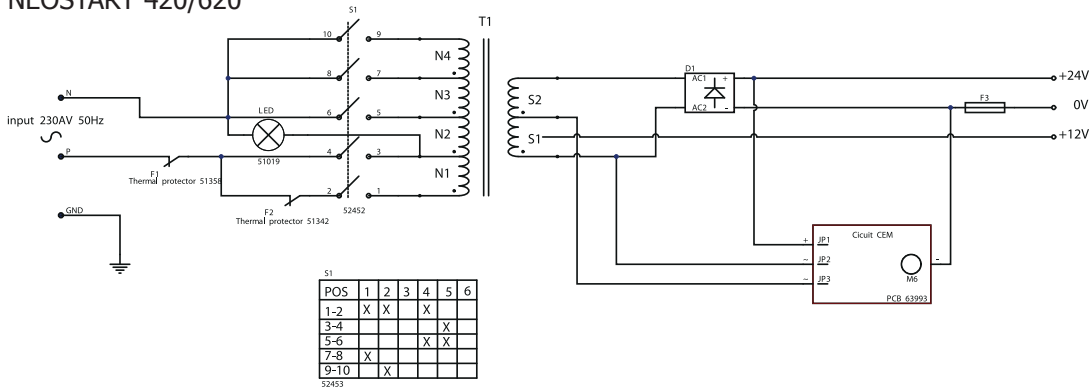 NEOSTART 420/620
S1
T1
10
9
N4
8
7
D1
AC1 +
+24V
N
N3
S2
AC2 -
F3
0V
LED
6
5
input 230AV 50Hz
N2
S1
+12V
51019
4
3
P
F1
Thermal protector 51358
N1
2
1
F2
Thermal protector 51342
52452
GND
Cicuit CEM
+ JP1
~ JP2
-
~ JP3
M6
PCB 63993
S1
POS 1 2 3 4 5 6
1-2 X X X
3-4 X
5-6 X X
7-8 X
9-10 X
52453